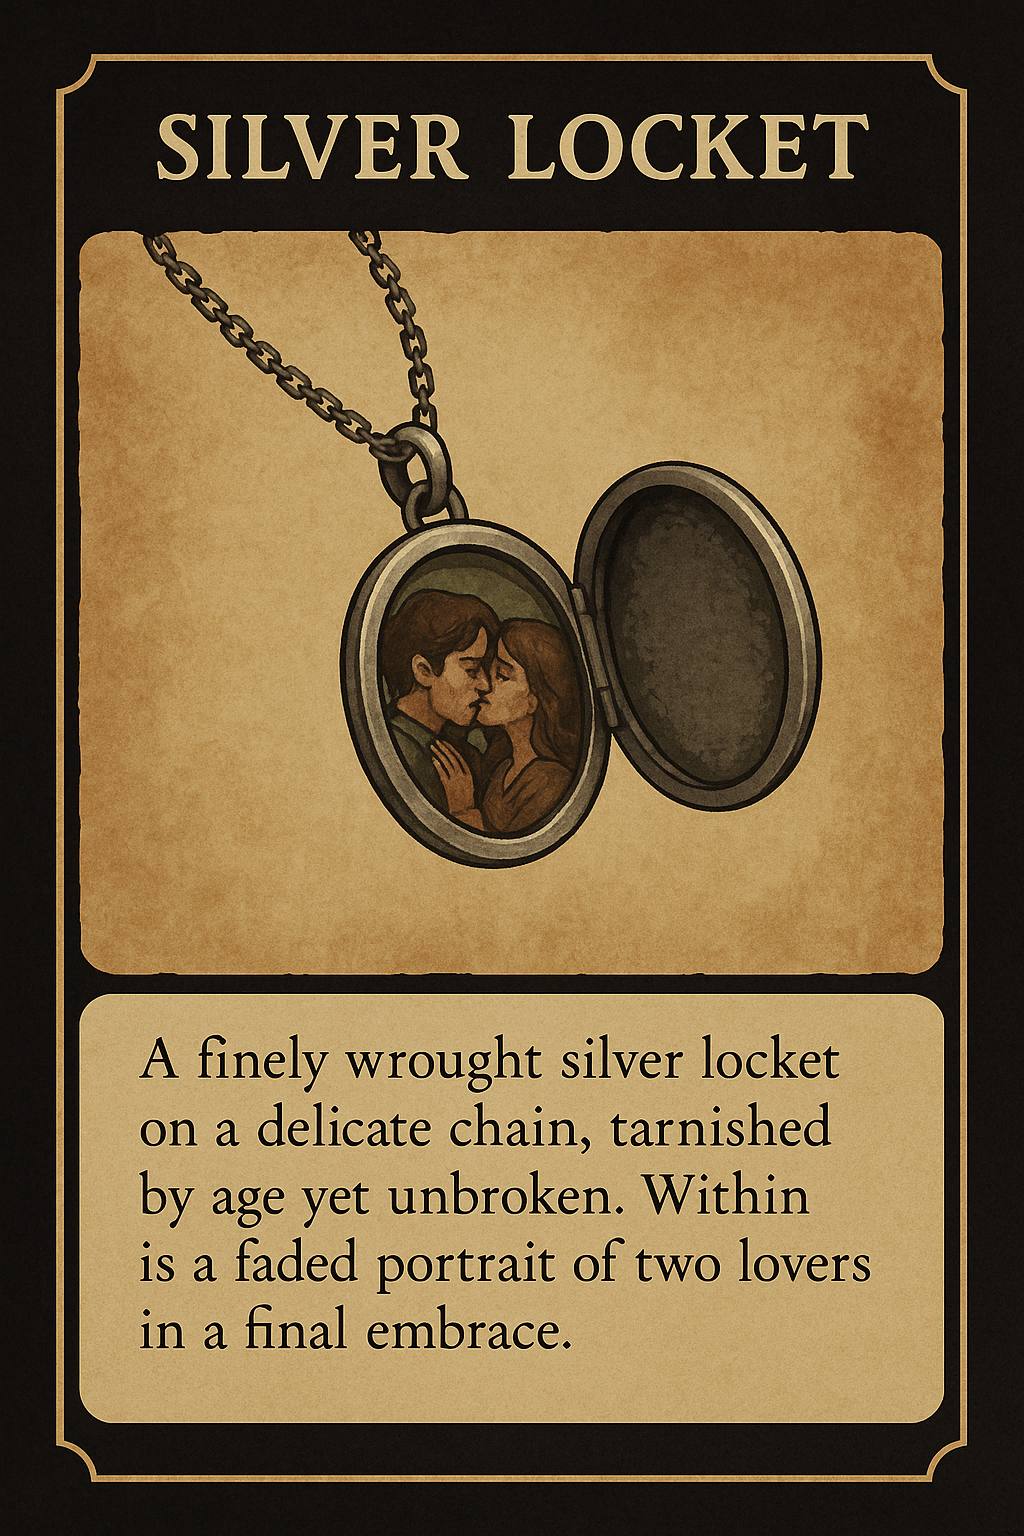 SILVER LOCKET
A finely wrought silver locket
on a delicate chain, tarnished
by age yet unbroken. Within
is a faded portrait of two lovers
in a final embrace.